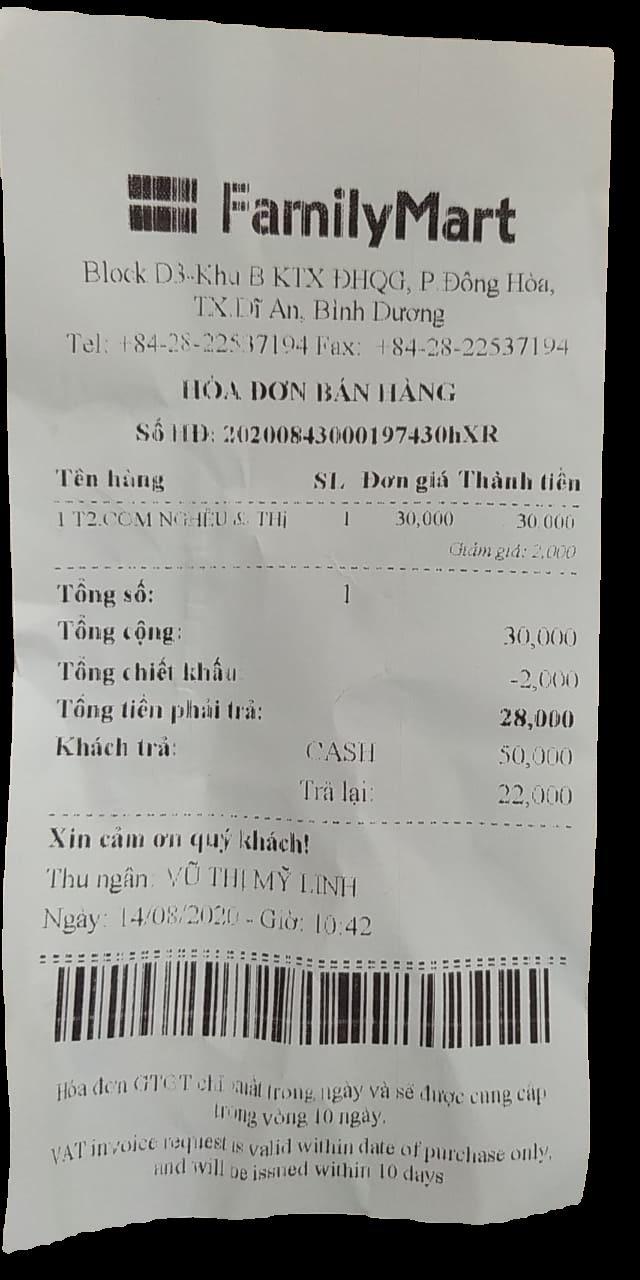 FamilyMart
Block D3-Khu B KTX ĐHQG, P.Đông Hòa,
TX.Dĩ An, Bình Dương
Tel: +84-28-22537194 Fax: +84-28-22537194
HÓA ĐƠN BÁN HÀNG
Số HĐ: 20200843000197430hXR
Tên hàng SL Đơn giá Thành tiền
1 T2.CƠM NGHÊU & THị 1 30,000 30.000
Giảm giá: 2,000
Tổng số: 1
Tổng cộng: 30,000
Tổng chiết khấu -2,000
Tổng tiền phải trả: 28,000
Khách trả: CASH 50,000
Trả lại: 22,000
Xin cảm ơn quý khách!
Thu ngân: VŨ THỊ MỸ LINH
Ngày: 14/08/2020 - Giờ: 10:42
Hóa đơn GTGT chỉ xuất trong ngày và sẽ được cung cấp
trong vòng 10 ngày.
VAT invoice request is valid within date of purchase only,
and will be issued within 10 days